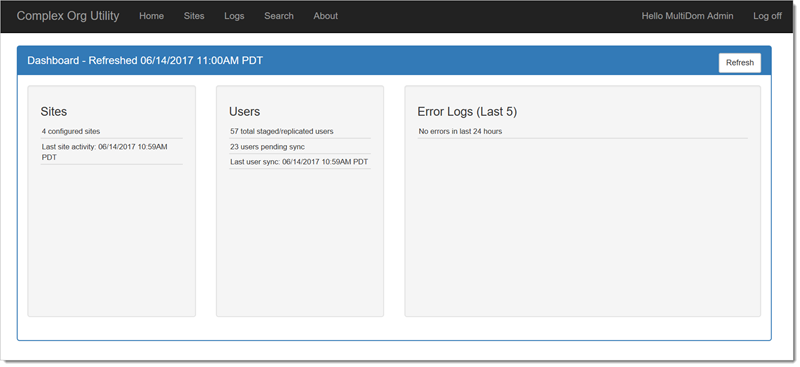 Complex Org Utility Home Sites Logs Search About Hello MultiDom Admin Log off
Dashboard - Refreshed 06/14/2017 11:00AM PDT Refresh
Sites
4 configured sites
Last site activity: 06/14/2017 10:59AM
PDT
Users
57 total staged/replicated users
23 users pending sync
Last user sync: 06/14/2017 10:59AM PDT
Error Logs (Last 5)
No errors in last 24 hours